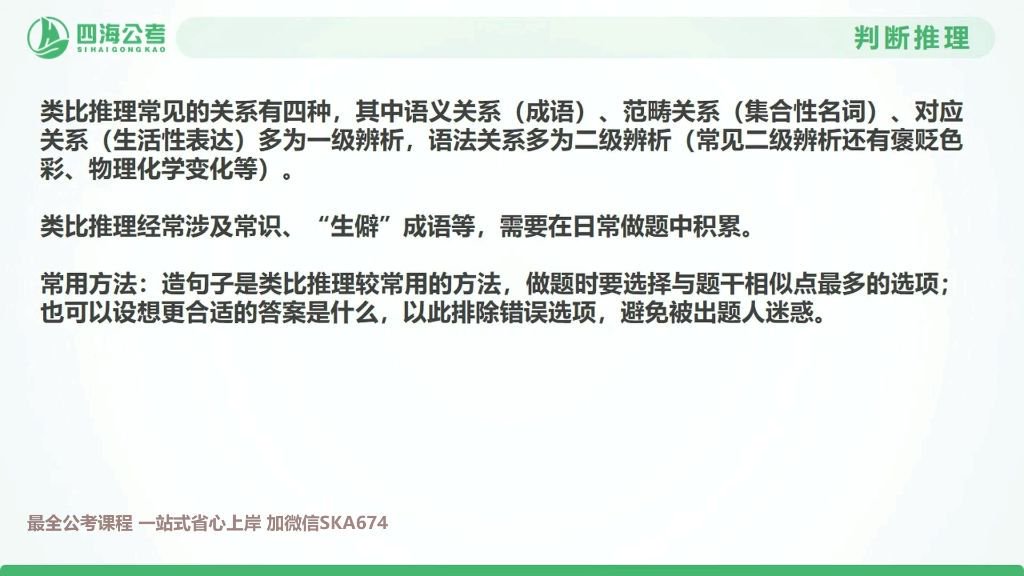 四海公考
SIHAIGONGKAO
判断推理
类比推理常见的关系有四种，其中语义关系（成语）、范畴关系（集合性名词）、对应
关系（生活性表达）多为一级辨析，语法关系多为二级辨析（常见二级辨析还有褒贬色
彩、物理化学变化等）。
类比推理经常涉及常识、“生僻”成语等，需要在日常做题中积累。
常用方法：造句子是类比推理较常用的方法，做题时要选择与题干相似点最多的选项；
也可以设想更合适的答案是什么，以此排除错误选项，避免被出题人迷惑。
最全公考课程 一站式省心上岸 加微信SKA674